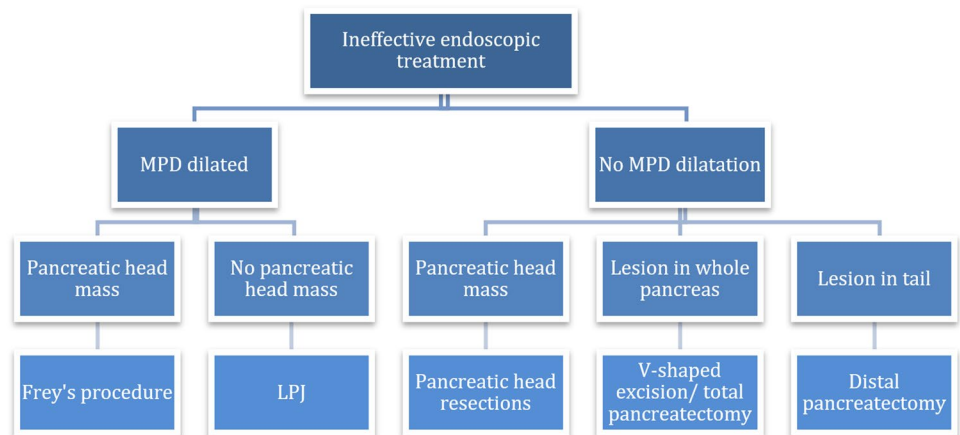 Ineffective endoscopic
treatment
MPD dilated
No MPD dilatation
Pancreatic head
mass
No pancreatic
head mass
Pancreatic head
mass
Lesion in whole
pancreas
Lesion in tail
Frey's procedure
LPJ
Pancreatic head
resections
V-shaped
excision/ total
pancreatectomy
Distal
pancreatectomy